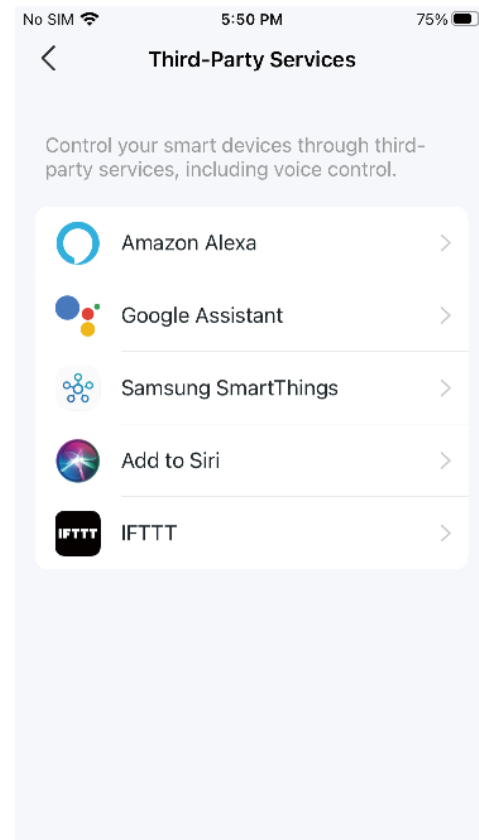 No SIM 5:50 PM 75%
Third-Party Services
Control your smart devices through third-
party services, including voice control.
Amazon Alexa
Google Assistant
Samsung SmartThings
Add to Siri
IFTTT IFTTT